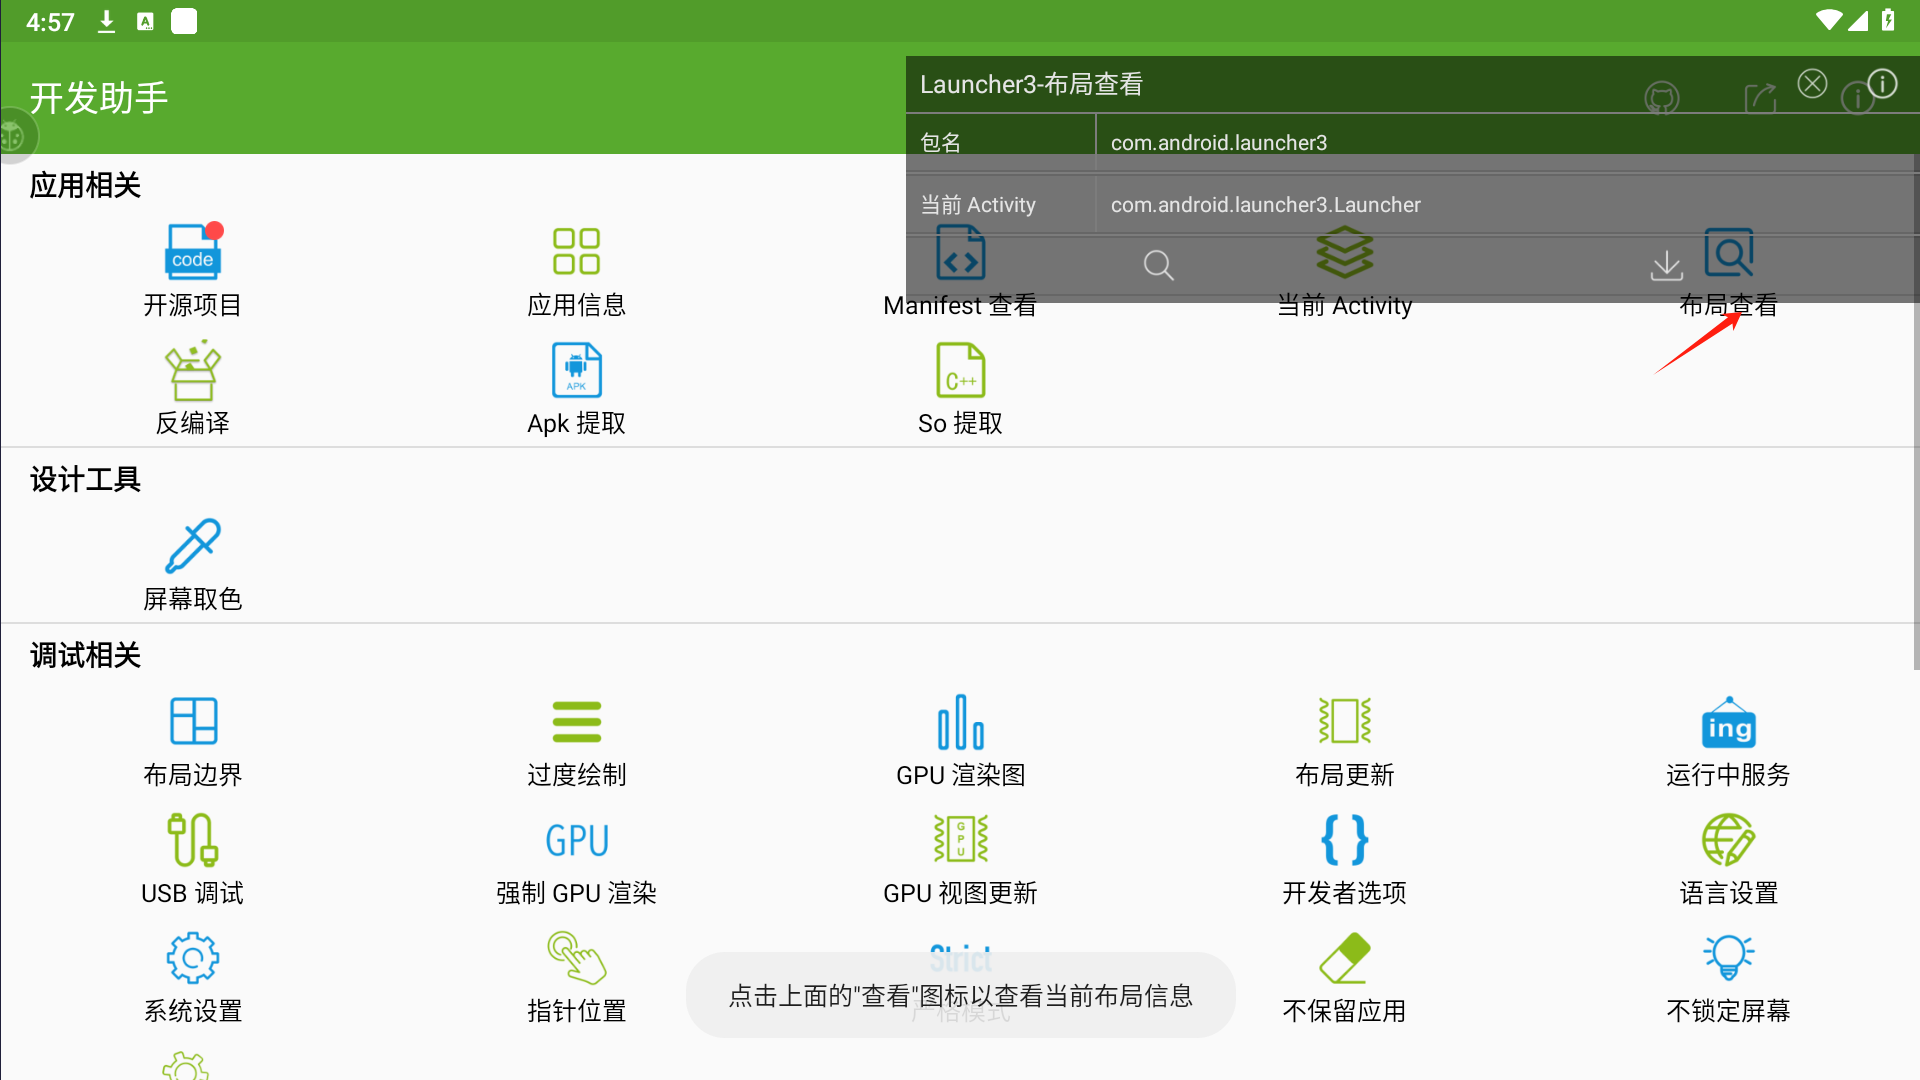 4:57
A
开发助手
Launcher3-布局查看
包名
com.android.launcher3
当前 Activity
com.android.launcher3.Launcher
应用相关
code
开源项目
应用信息
Manifest 查看
当前 Activity
布局查看
反编译
APK
Apk 提取
C++
So 提取
设计工具
屏幕取色
调试相关
布局边界
过度绘制
GPU 渲染图
布局更新
ing
运行中服务
USB 调试
GPU
强制 GPU 渲染
GPU
GPU 视图更新
{ }
开发者选项
语言设置
系统设置
指针位置
Strict
严格模式
不保留应用
不锁定屏幕
点击上面的"查看"图标以查看当前布局信息